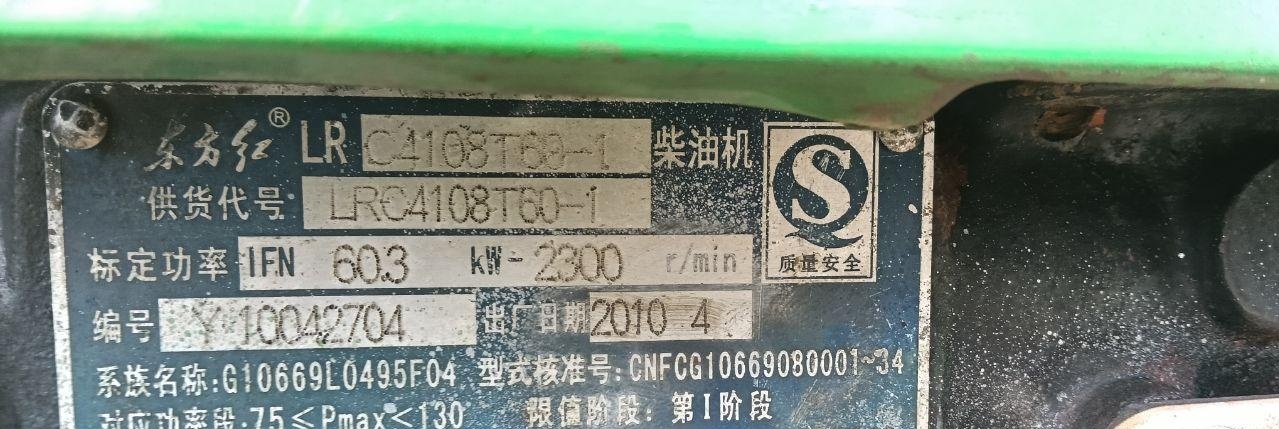 东方红® LR C4108T60-1 柴油机
供货代号 LRC4108T60-1
标定功率 IFN 60.3 kW- 2300 r/min
S
质量安全
编号 Y10042704 出厂日期 2010 4
系族名称:G10669L0495F04 型式核准号:CNFCG10669080001~34
对应功率段:75≤Pmax<130 限值阶段: 第I阶段